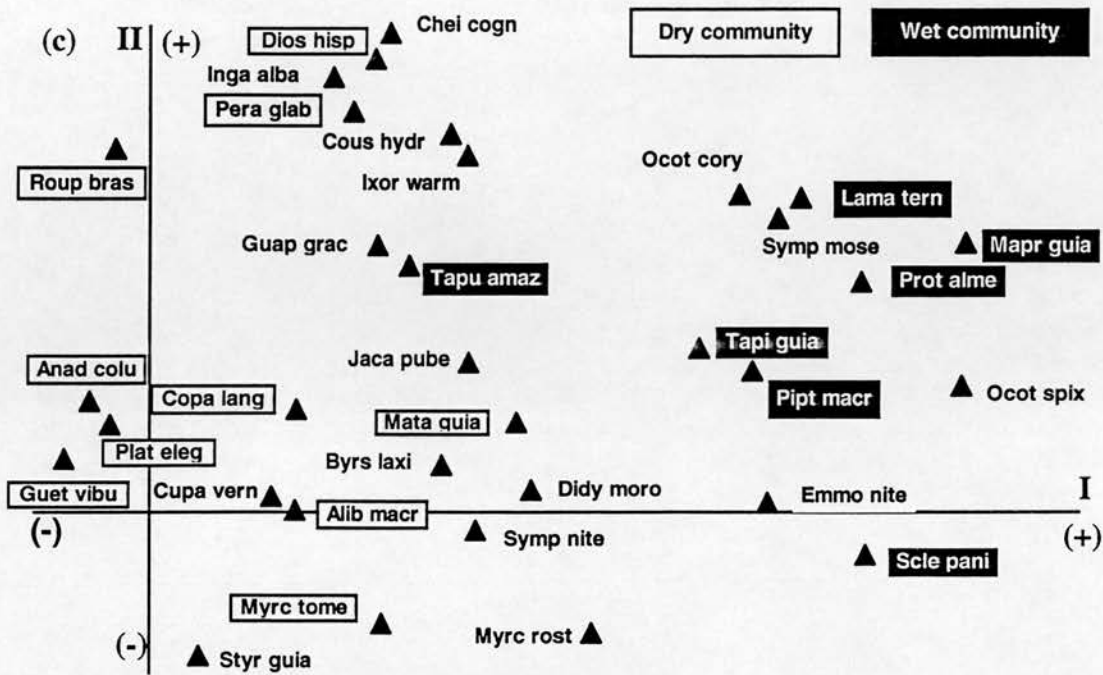 (c) II (+) Chei cogn Dry community Wet community
Dios hisp
Inga alba
Pera glab
Cous hydr
Ocot cory
Roup bras
Ixor warm
Lama tern
Guap grac
Symp mose
Mapr guia
Tapu amaz
Prot alme
Tapi guia
Jaca pube
Anad colu
Copa lang
Pipt macr
Ocot spix
Mata guia
Plat eleg
Byrs laxi
Guet vibu
Cupa vern
Didy moro
Emmo nite
I
Alib macr
(-)
Symp nite
(+)
Scle pani
Myrc tome
Myrc rost
(-)
Styr guia